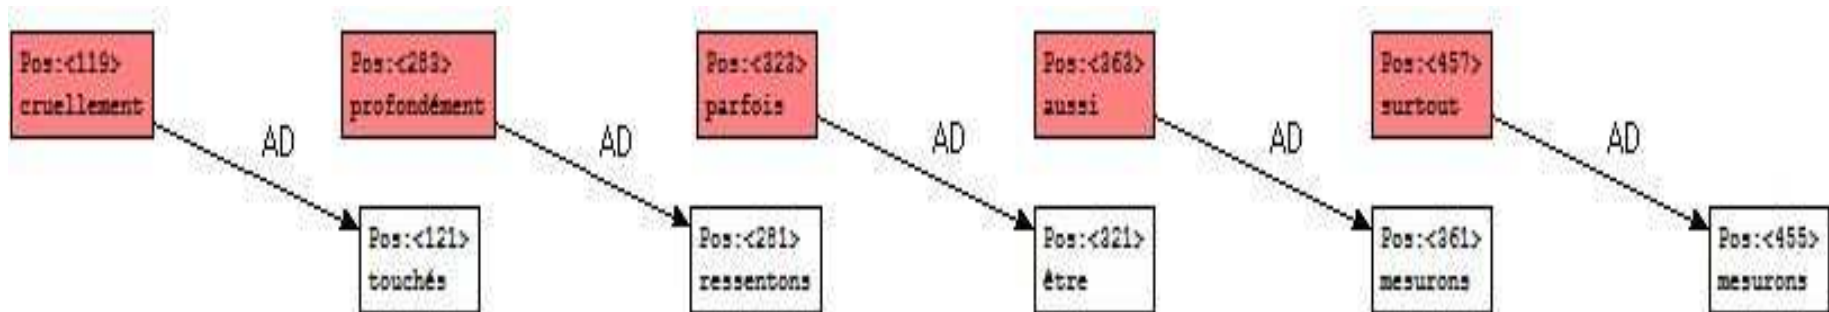 Pos:<119>
cruellement
Pos:<283>
profondément
Pos:<323>
parfois
Pos:<363>
aussi
Pos:<457>
surtout
AD
AD
AD
AD
AD
Pos:<121>
touchés
Pos:<281>
ressentons
Pos:<321>
être
Pos:<361>
mesurons
Pos:<455>
mesurons